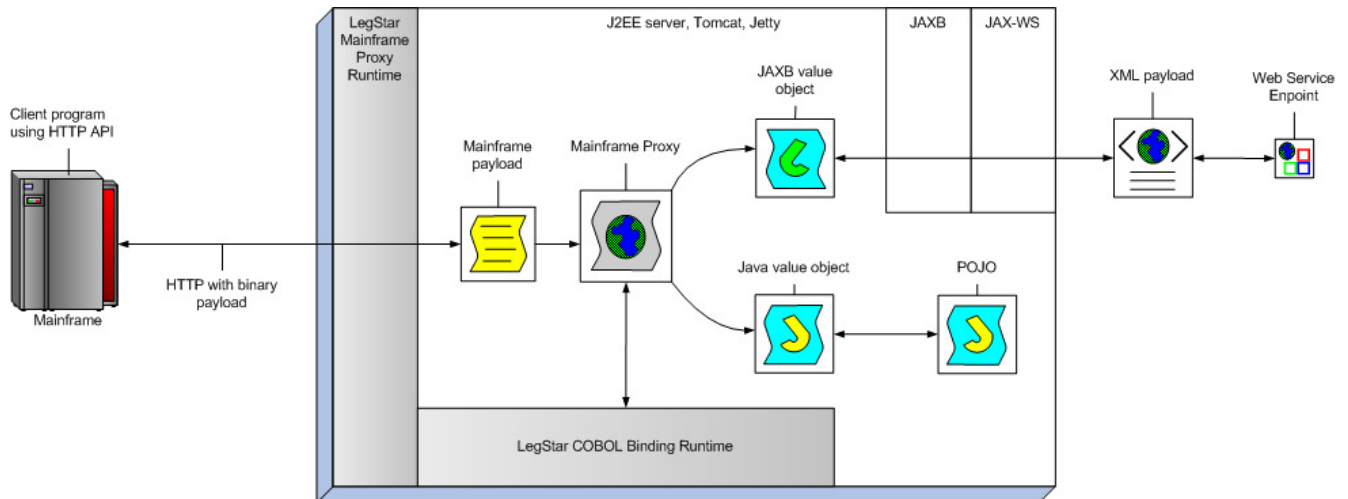 LegStar
Mainframe
Proxy
Runtime
J2EE server, Tomcat, Jetty
JAXB
JAX-WS
JAXB value
object
XML payload
Web Service
Enpoint
Client program
using HTTP API
Mainframe
payload
Mainframe Proxy
HTTP with binary
payload
Mainframe
Java value object
POJO
LegStar COBOL Binding Runtime